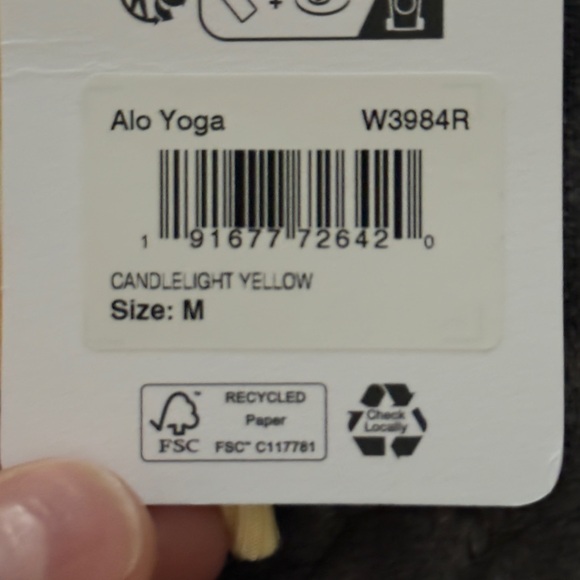 Alo Yoga W3984R
1 91677 72642 0
CANDLELIGHT YELLOW
Size: M
RECYCLED
Paper
FSC™ C117781
FSC
Check
Locally